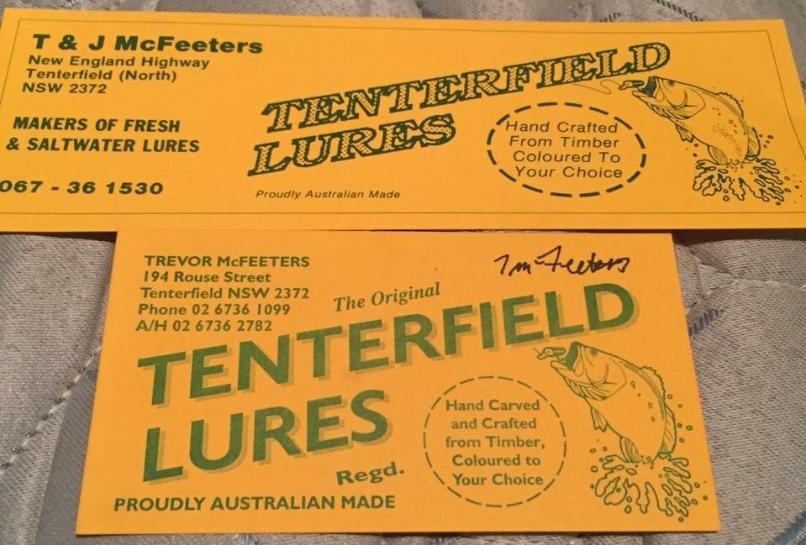 T & J McFeeters
New England Highway
Tenterfield (North)
NSW 2372
MAKERS OF FRESH
& SALTWATER LURES
067 - 36 1530
TENTERFIELD
LURES
Proudly Australian Made
Hand Crafted
From Timber
Coloured To
Your Choice
TREVOR McFEETERS
194 Rouse Street
Tenterfield NSW 2372
Phone 02 6736 1099
A/H 02 6736 2782
T McFeeters
The Original
TENTERFIELD
LURES
Regd.
PROUDLY AUSTRALIAN MADE
Hand Carved
and Crafted
from Timber,
Coloured to
Your Choice